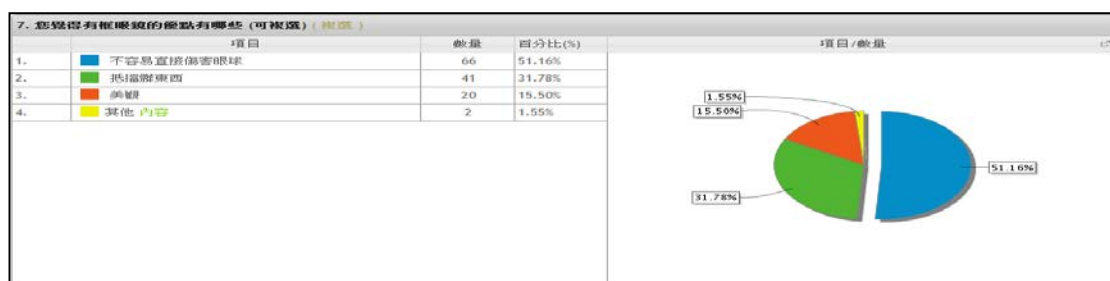 7. 您覺得有框眼鏡的優點有哪些 (可複選) ( 複選 )
項目 數量 百分比(%) 項目/數量
1. 不容易直接傷害眼球 66 51.16%
2. 抵擋髒東西 41 31.78%
3. 美觀 20 15.50%
4. 其他 內容 2 1.55%
1.55%
15.50%
51.16%
31.78%